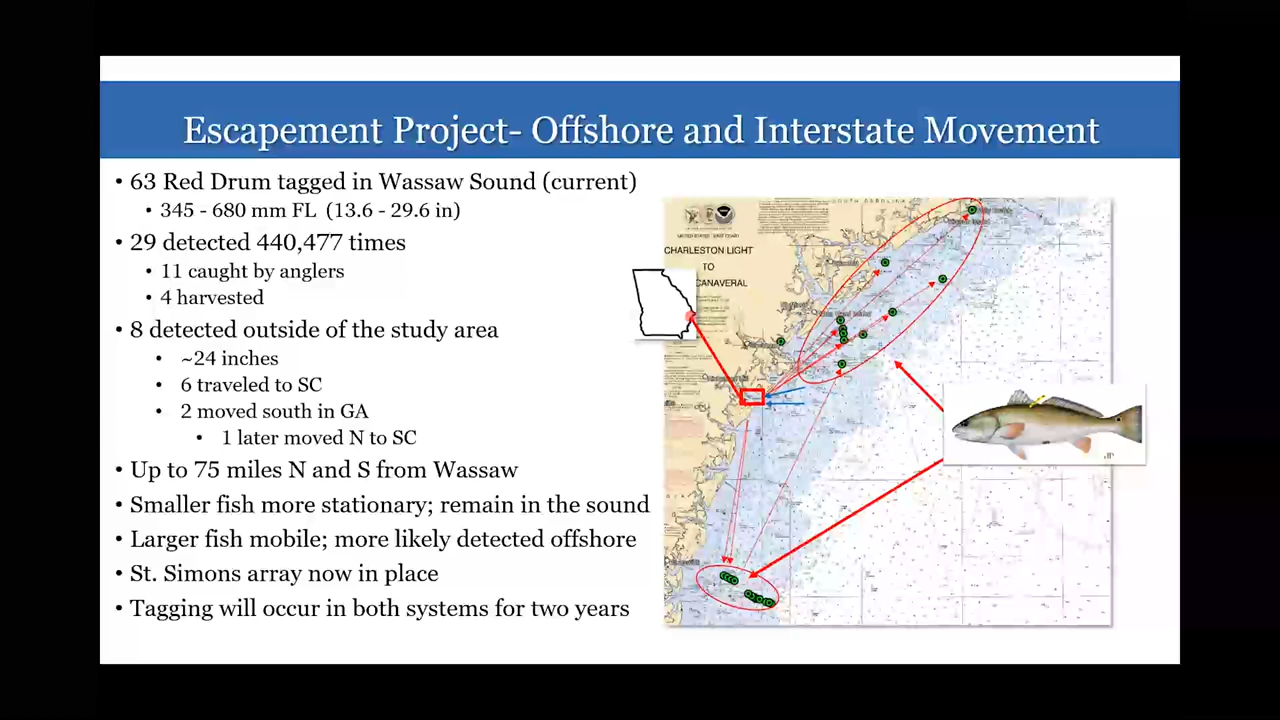 Escapement Project- Offshore and Interstate Movement
• 63 Red Drum tagged in Wassaw Sound (current)
• 345 - 680 mm FL (13.6 - 29.6 in)
• 29 detected 440,477 times
• 11 caught by anglers
• 4 harvested
• 8 detected outside of the study area
• ~24 inches
• 6 traveled to SC
• 2 moved south in GA
• 1 later moved N to SC
• Up to 75 miles N and S from Wassaw
• Smaller fish more stationary; remain in the sound
• Larger fish mobile; more likely detected offshore
• St. Simons array now in place
• Tagging will occur in both systems for two years
SOUTH CAROLINA
UNITED STATES - EAST COAST
CHARLESTON LIGHT
TO
CANAVERAL